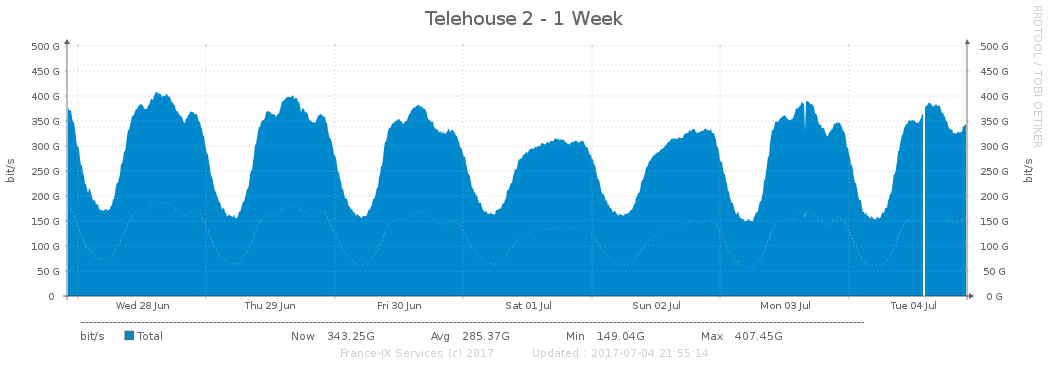 Telehouse 2 - 1 Week
RRDTOOL / TOBI OETIKER
bit/s
500 G 500 G
450 G 450 G
400 G 400 G
350 G 350 G
300 G 300 G
250 G 250 G
200 G 200 G
150 G 150 G
100 G 100 G
50 G 50 G
0 0 G
bit/s
Wed 28 Jun Thu 29 Jun Fri 30 Jun Sat 01 Jul Sun 02 Jul Mon 03 Jul Tue 04 Jul
bit/s Total Now 343.25G Avg 285.37G Min 149.04G Max 407.45G
France-IX Services (c) 2017 Updated : 2017-07-04 21:55:14